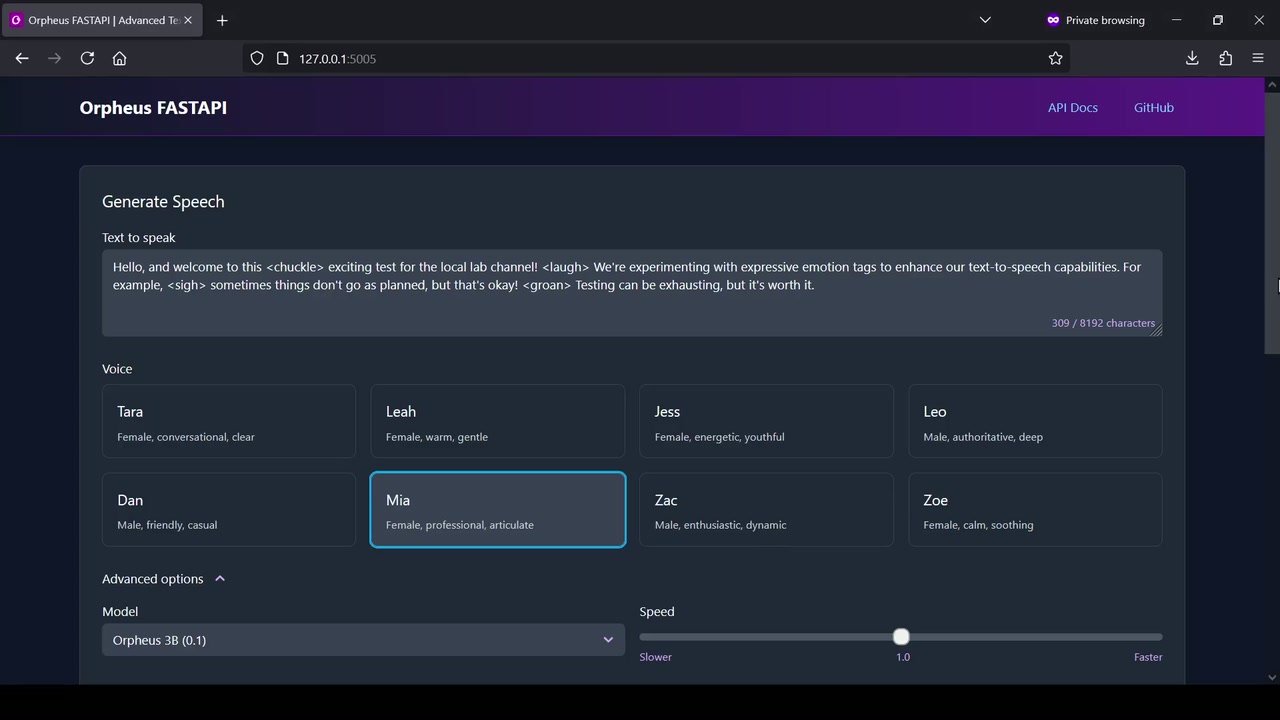 Orpheus FASTAPI | Advanced Te
Private browsing
127.0.0.1:5005
Orpheus FASTAPI
API Docs
GitHub
Generate Speech
Text to speak
Hello, and welcome to this <chuckle> exciting test for the local lab channel! <laugh> We're experimenting with expressive emotion tags to enhance our text-to-speech capabilities. For
example, <sigh> sometimes things don't go as planned, but that's okay! <groan> Testing can be exhausting, but it's worth it.
309 / 8192 characters
Voice
Tara
Female, conversational, clear
Leah
Female, warm, gentle
Jess
Female, energetic, youthful
Leo
Male, authoritative, deep
Dan
Male, friendly, casual
Mia
Female, professional, articulate
Zac
Male, enthusiastic, dynamic
Zoe
Female, calm, soothing
Advanced options
Model
Orpheus 3B (0.1)
Speed
Slower
1.0
Faster